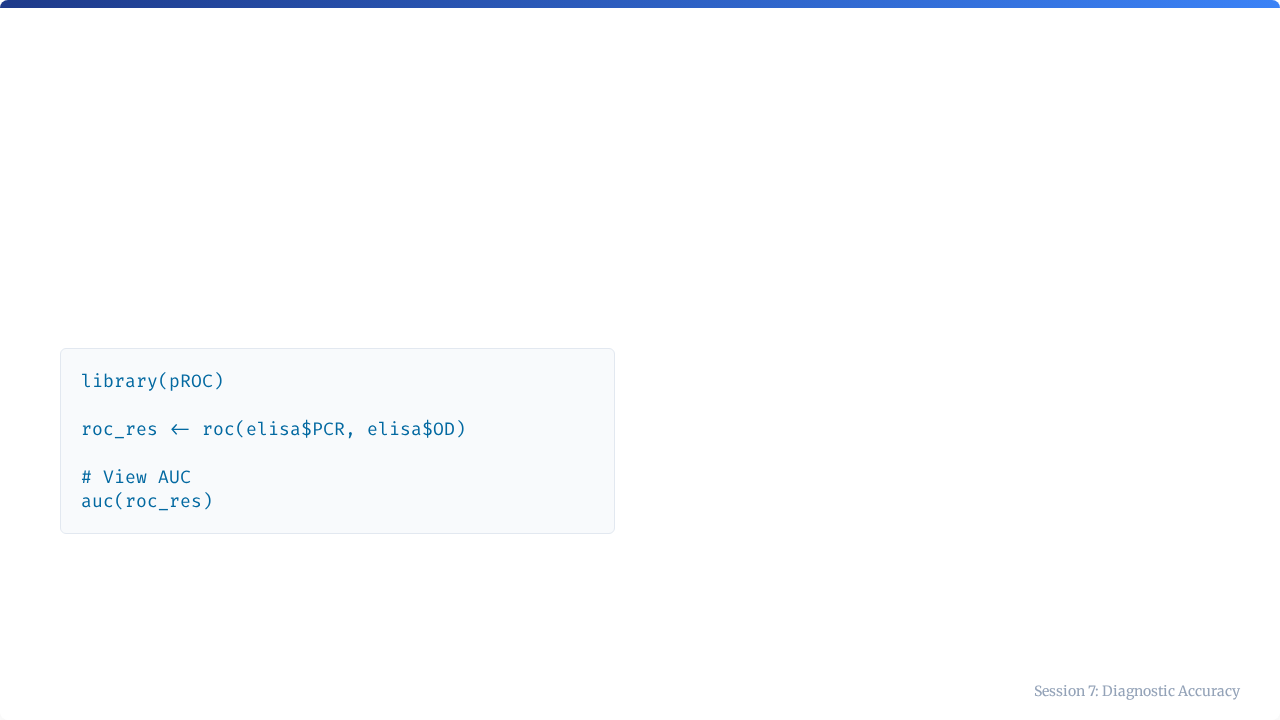 library(pROC)
roc_res <- roc(elisa$PCR, elisa$OD)
# View AUC
auc(roc_res)
Session 7: Diagnostic Accuracy